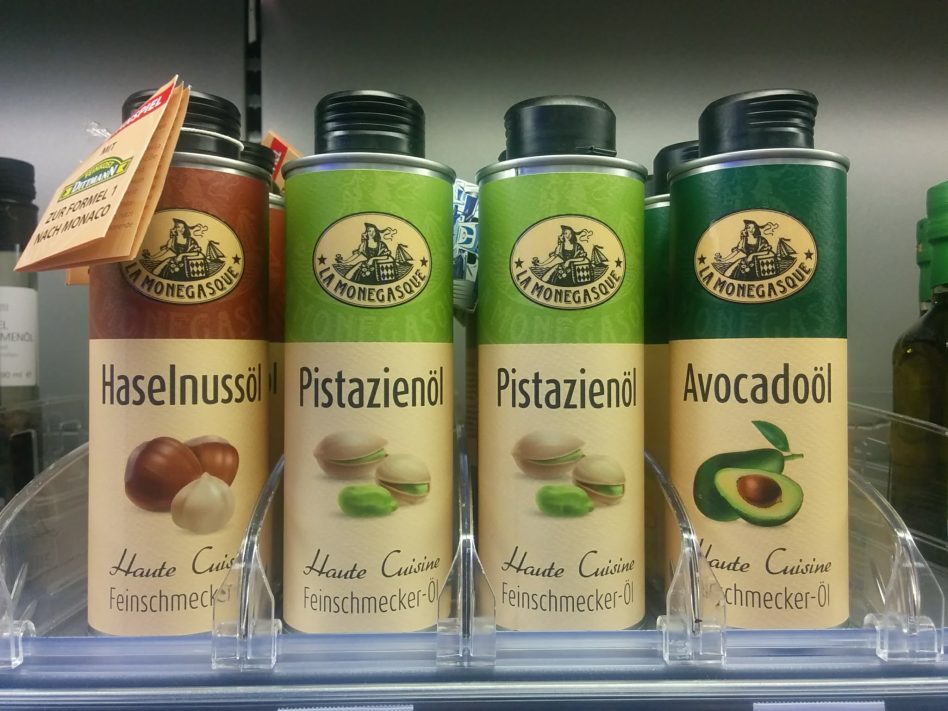 MIT
DITTMANN
ZUR FORMEL 1
NACH MONACO
LA MONEGASQUE
Haselnussöl
Haute Cuis
Feinschmecker
LA MONEGASQUE
Pistazienöl
Haute Cuisine
Feinschmecker-Öl
LA MONEGASQUE
Pistazienöl
Haute Cuisine
Feinschmecker-Öl
LA MONEGASQUE
Avocadoöl
Haute Cuisine
schmecker-Öl